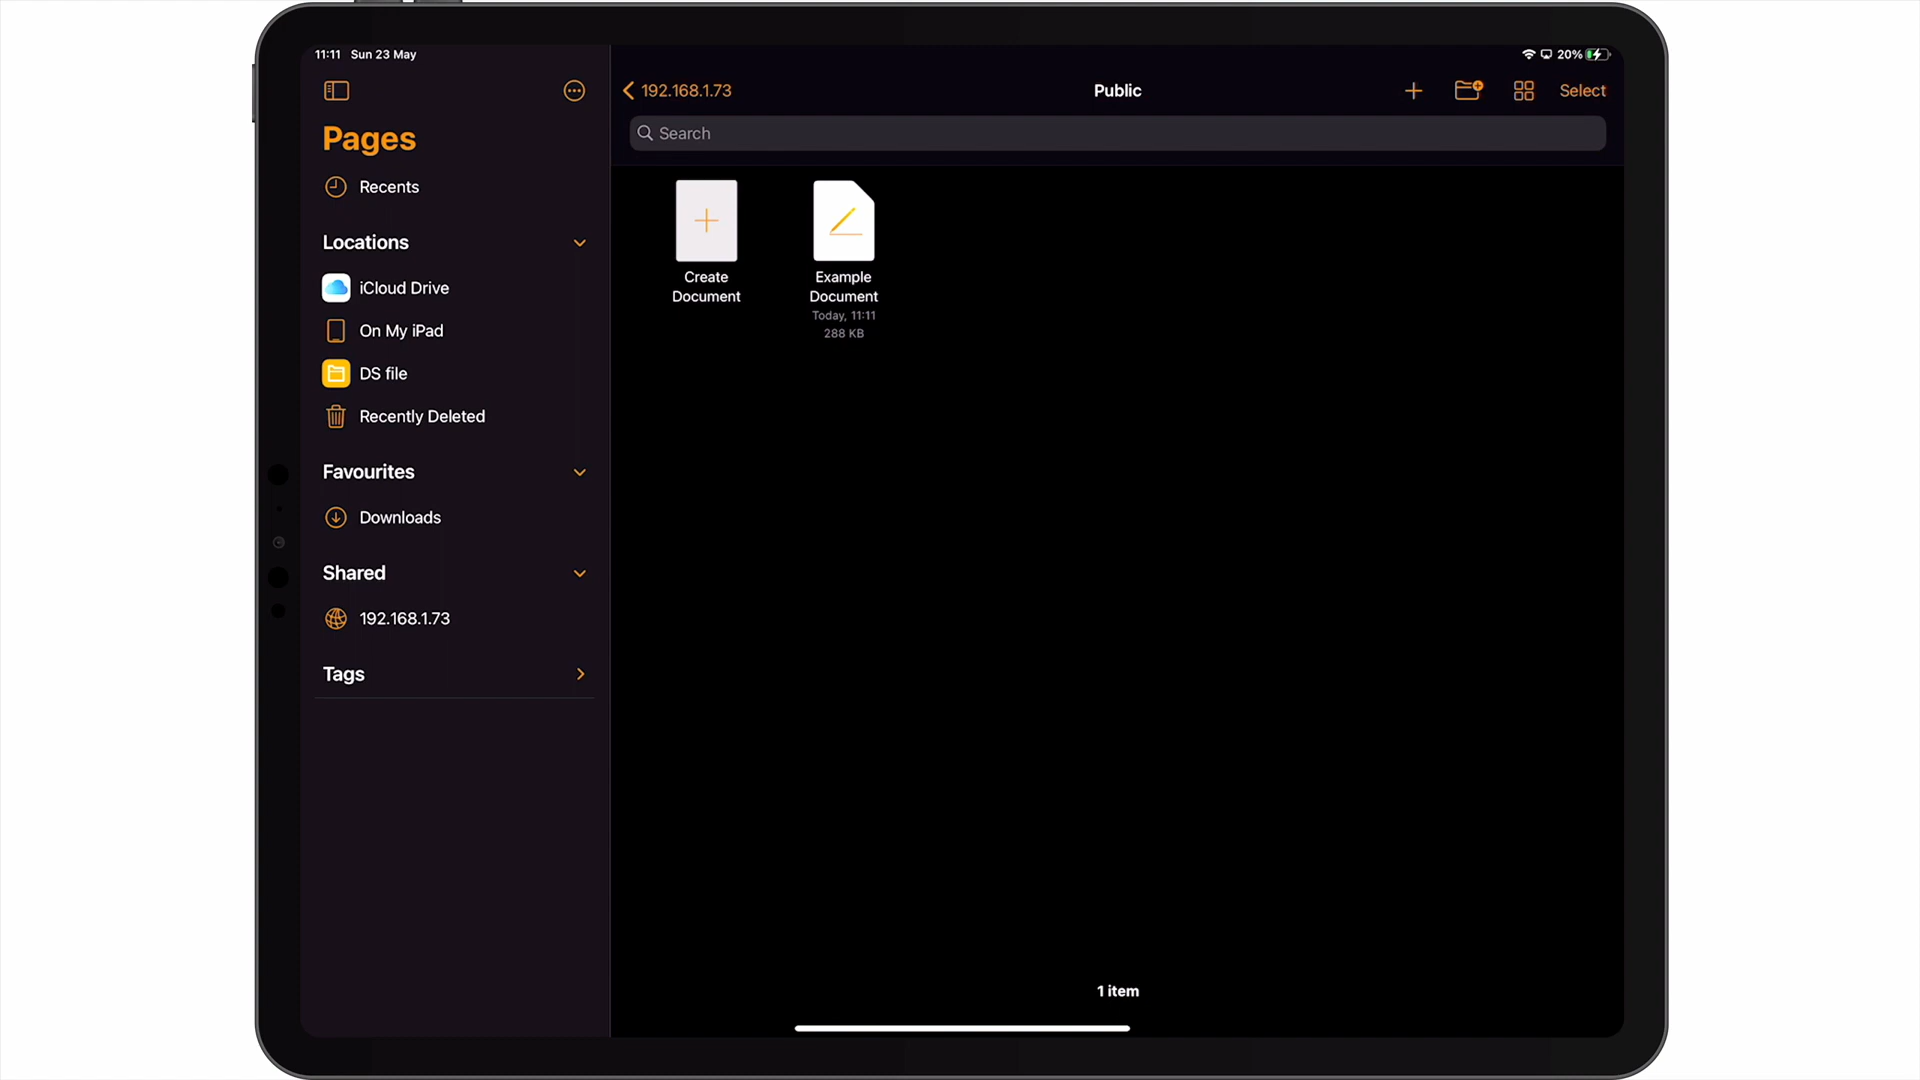 11:11 Sun 23 May
20%
Pages
Recents
Locations
iCloud Drive
On My iPad
DS file
Recently Deleted
Favourites
Downloads
Shared
192.168.1.73
Tags
192.168.1.73
Public
Select
Search
Create
Document
Example
Document
Today, 11:11
288 KB
1 item